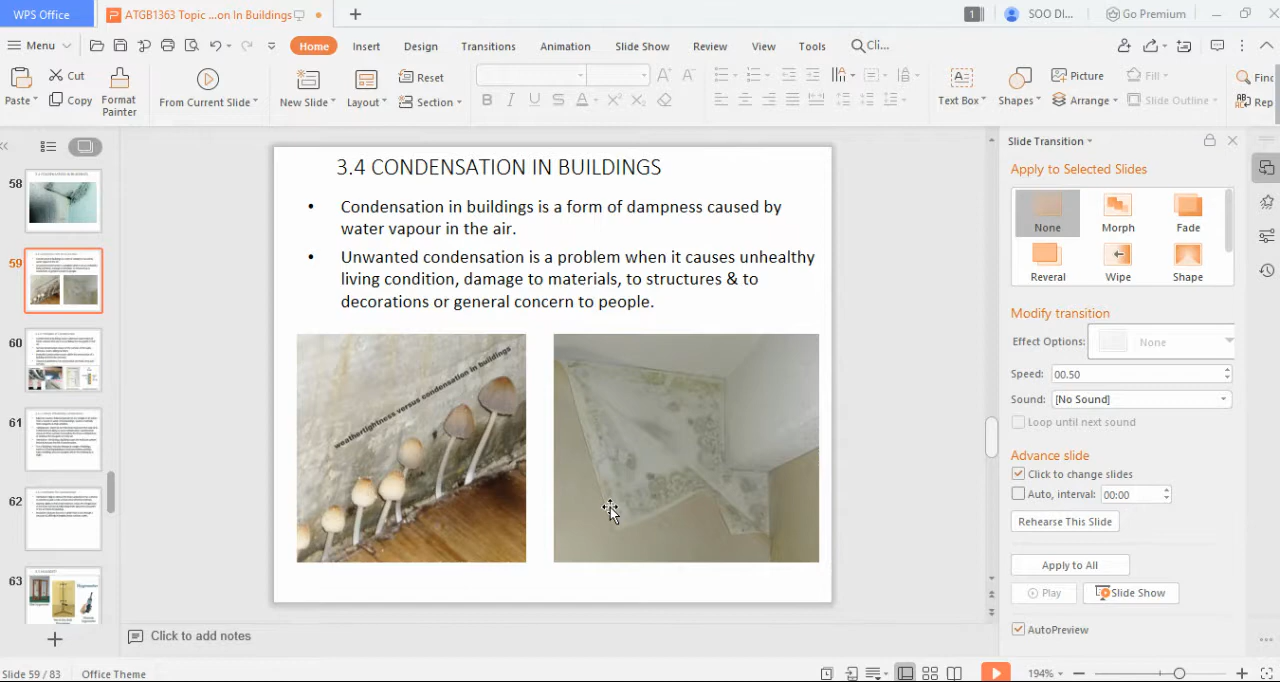 WPS Office
ATGB1363 Topic ...on In Buildings
1
SOO DI...
Go Premium
Menu
Home
Insert
Design
Transitions
Animation
Slide Show
Review
View
Tools
Cli...
Paste
Cut
Copy
Format
Painter
From Current Slide
New Slide
Layout
Reset
Section
B I U S A X² X₂
Text Box
Shapes
Picture
Arrange
Fill
Slide Outline
Find
Rep
58
59
60
61
62
63
3.4 CONDENSATION IN BUILDINGS
• Condensation in buildings is a form of dampness caused by
water vapour in the air.
• Unwanted condensation is a problem when it causes unhealthy
living condition, damage to materials, to structures & to
decorations or general concern to people.
weathertightness versus condensation in buildings
Slide Transition
Apply to Selected Slides
None
Morph
Fade
Reveral
Wipe
Shape
Modify transition
Effect Options:
None
Speed:
00.50
Sound:
[No Sound]
Loop until next sound
Advance slide
Click to change slides
Auto, interval:
00:00
Rehearse This Slide
Apply to All
Play
Slide Show
AutoPreview
Click to add notes
Slide 59 / 83
Office Theme
194%